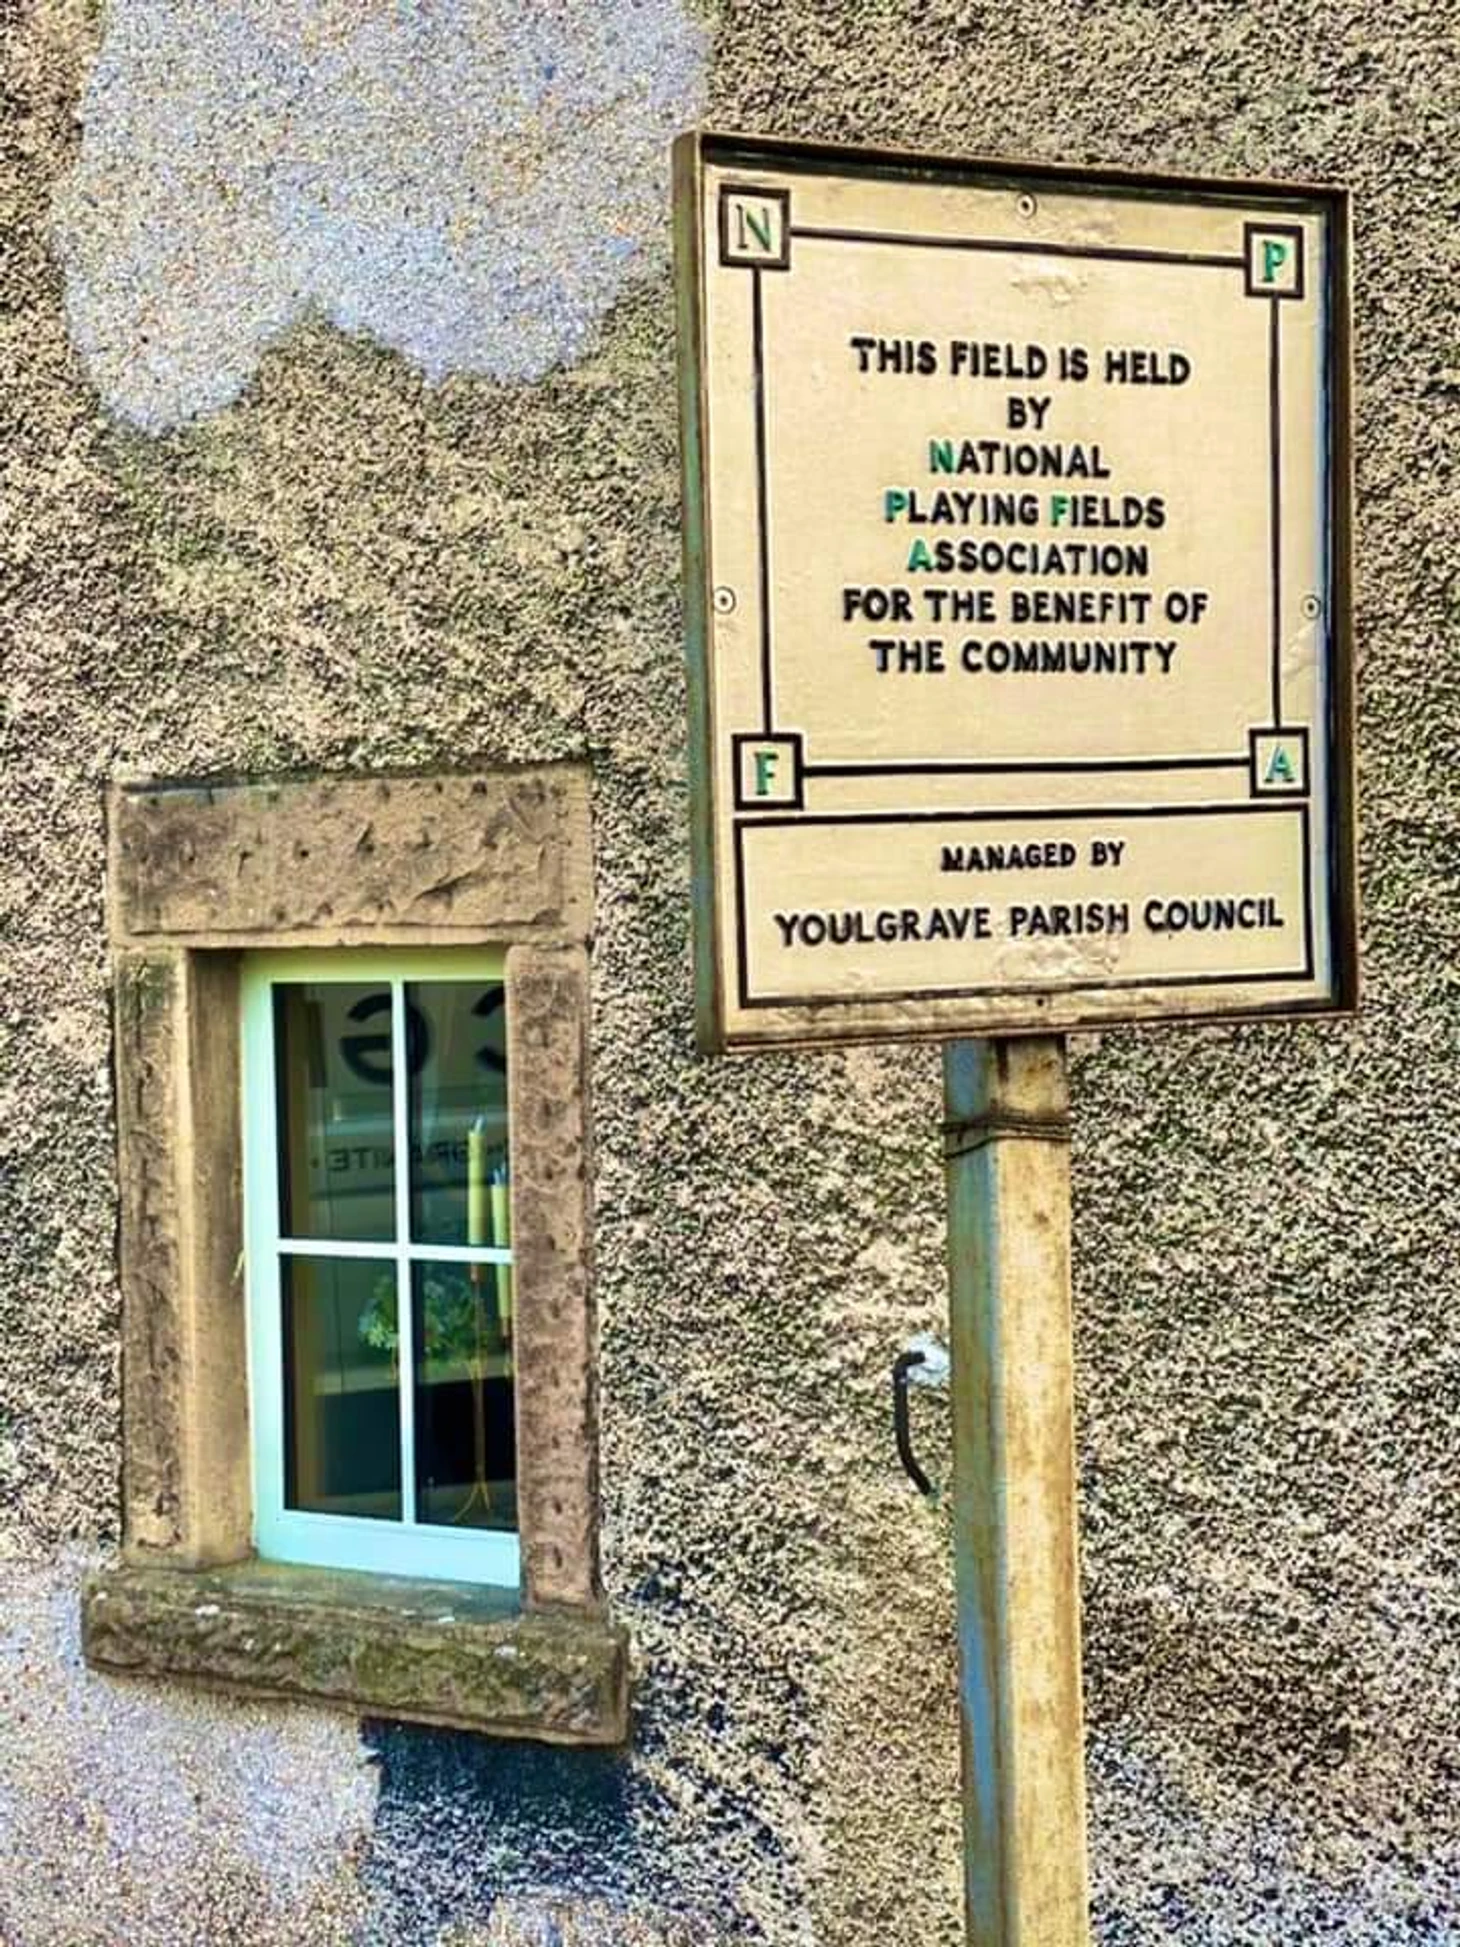 N P
THIS FIELD IS HELD
BY
NATIONAL
PLAYING FIELDS
ASSOCIATION
FOR THE BENEFIT OF
THE COMMUNITY
F A
MANAGED BY
YOULGRAVE PARISH COUNCIL